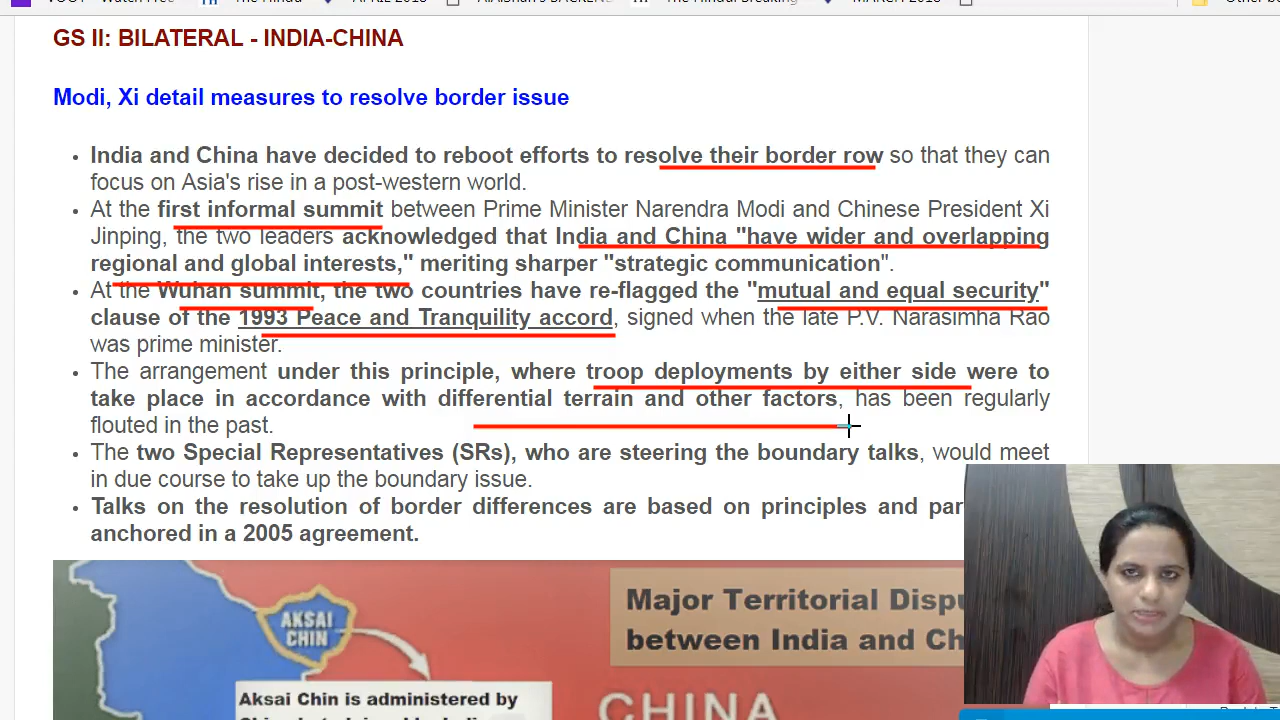 GS II: BILATERAL - INDIA-CHINA
Modi, Xi detail measures to resolve border issue
• India and China have decided to reboot efforts to resolve their border row so that they can
focus on Asia's rise in a post-western world.
• At the first informal summit between Prime Minister Narendra Modi and Chinese President Xi
Jinping, the two leaders acknowledged that India and China "have wider and overlapping
regional and global interests," meriting sharper "strategic communication".
• At the Wuhan summit, the two countries have re-flagged the "mutual and equal security"
clause of the 1993 Peace and Tranquility accord, signed when the late P.V. Narasimha Rao
was prime minister.
• The arrangement under this principle, where troop deployments by either side were to
take place in accordance with differential terrain and other factors, has been regularly
flouted in the past.
• The two Special Representatives (SRs), who are steering the boundary talks, would meet
in due course to take up the boundary issue.
• Talks on the resolution of border differences are based on principles and par
anchored in a 2005 agreement.
AKSAI
CHIN
Major Territorial Disp
between India and Ch
Aksai Chin is administered by
CHINA